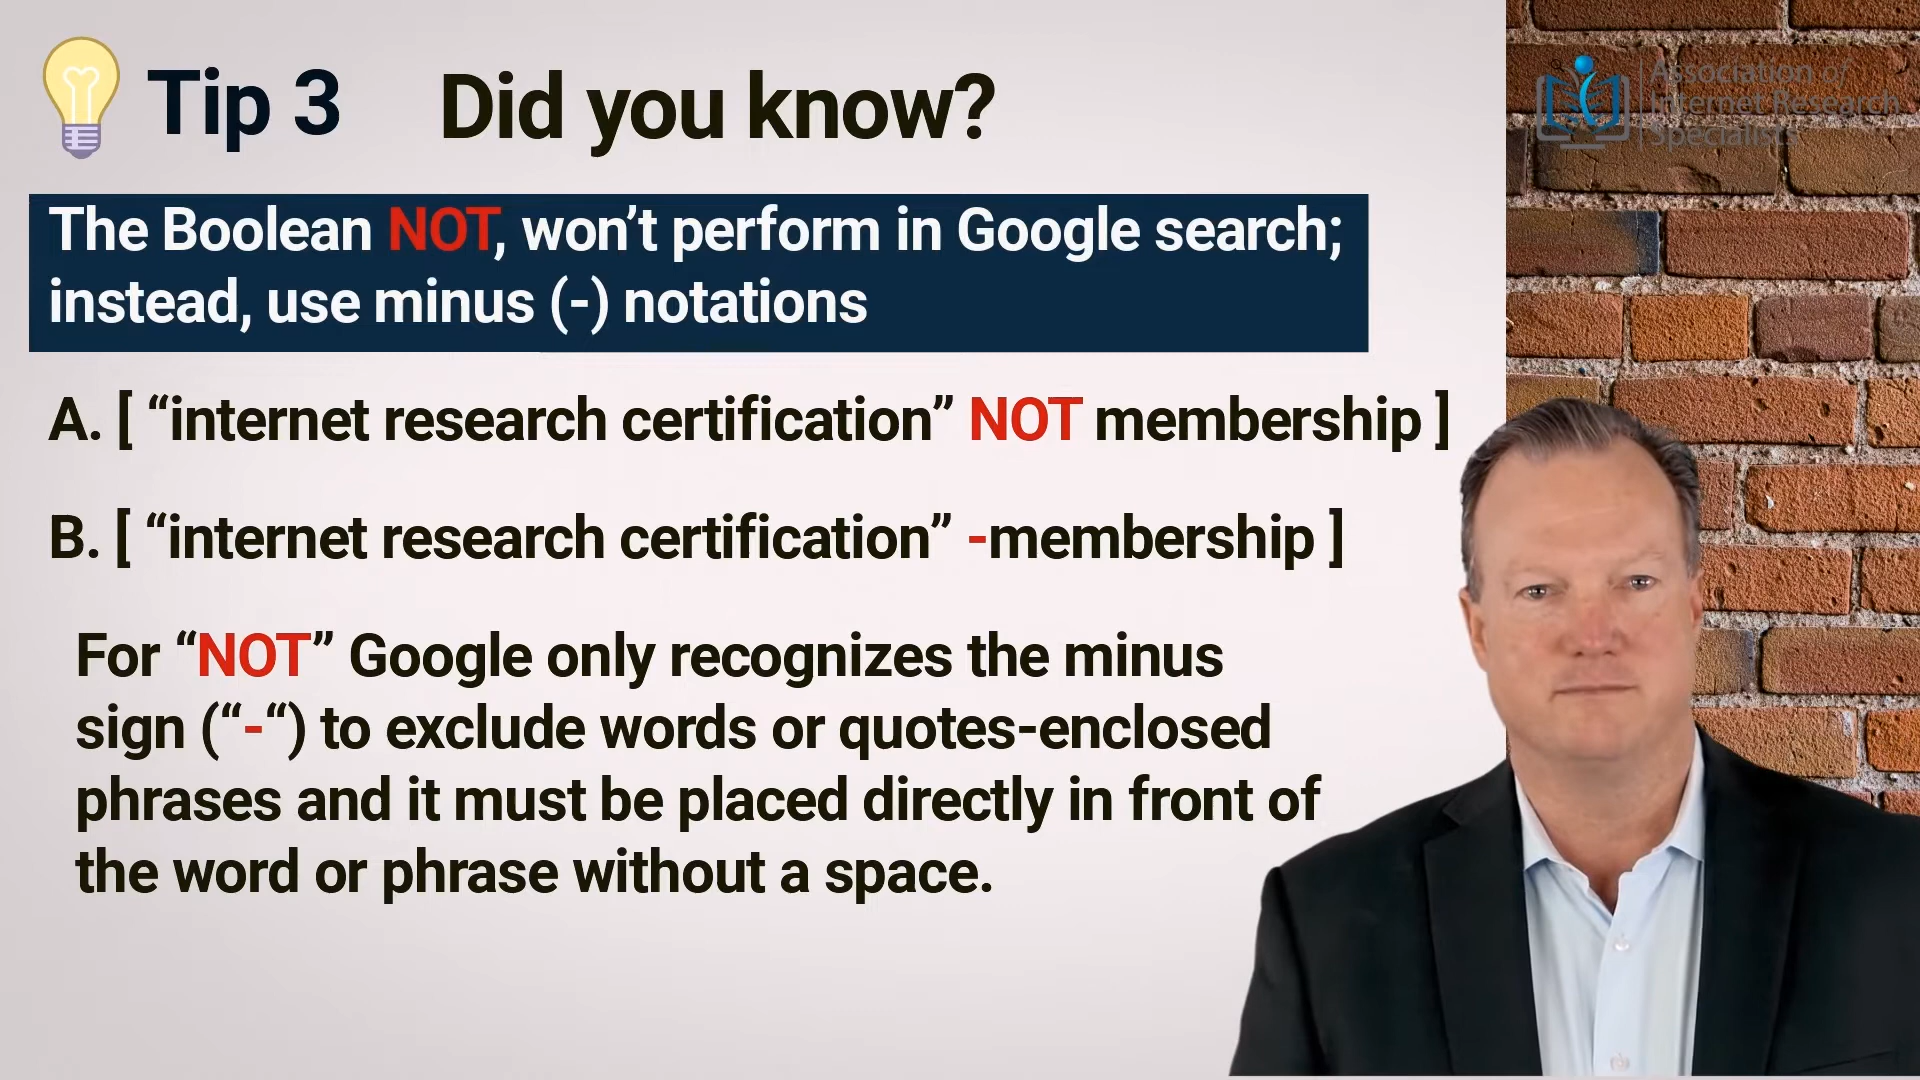 Tip 3 Did you know?
Association of
Internet Research
Specialists
The Boolean NOT, won’t perform in Google search;
instead, use minus (-) notations
A. [ “internet research certification” NOT membership ]
B. [ “internet research certification” -membership ]
For “NOT” Google only recognizes the minus
sign (“-“) to exclude words or quotes-enclosed
phrases and it must be placed directly in front of
the word or phrase without a space.